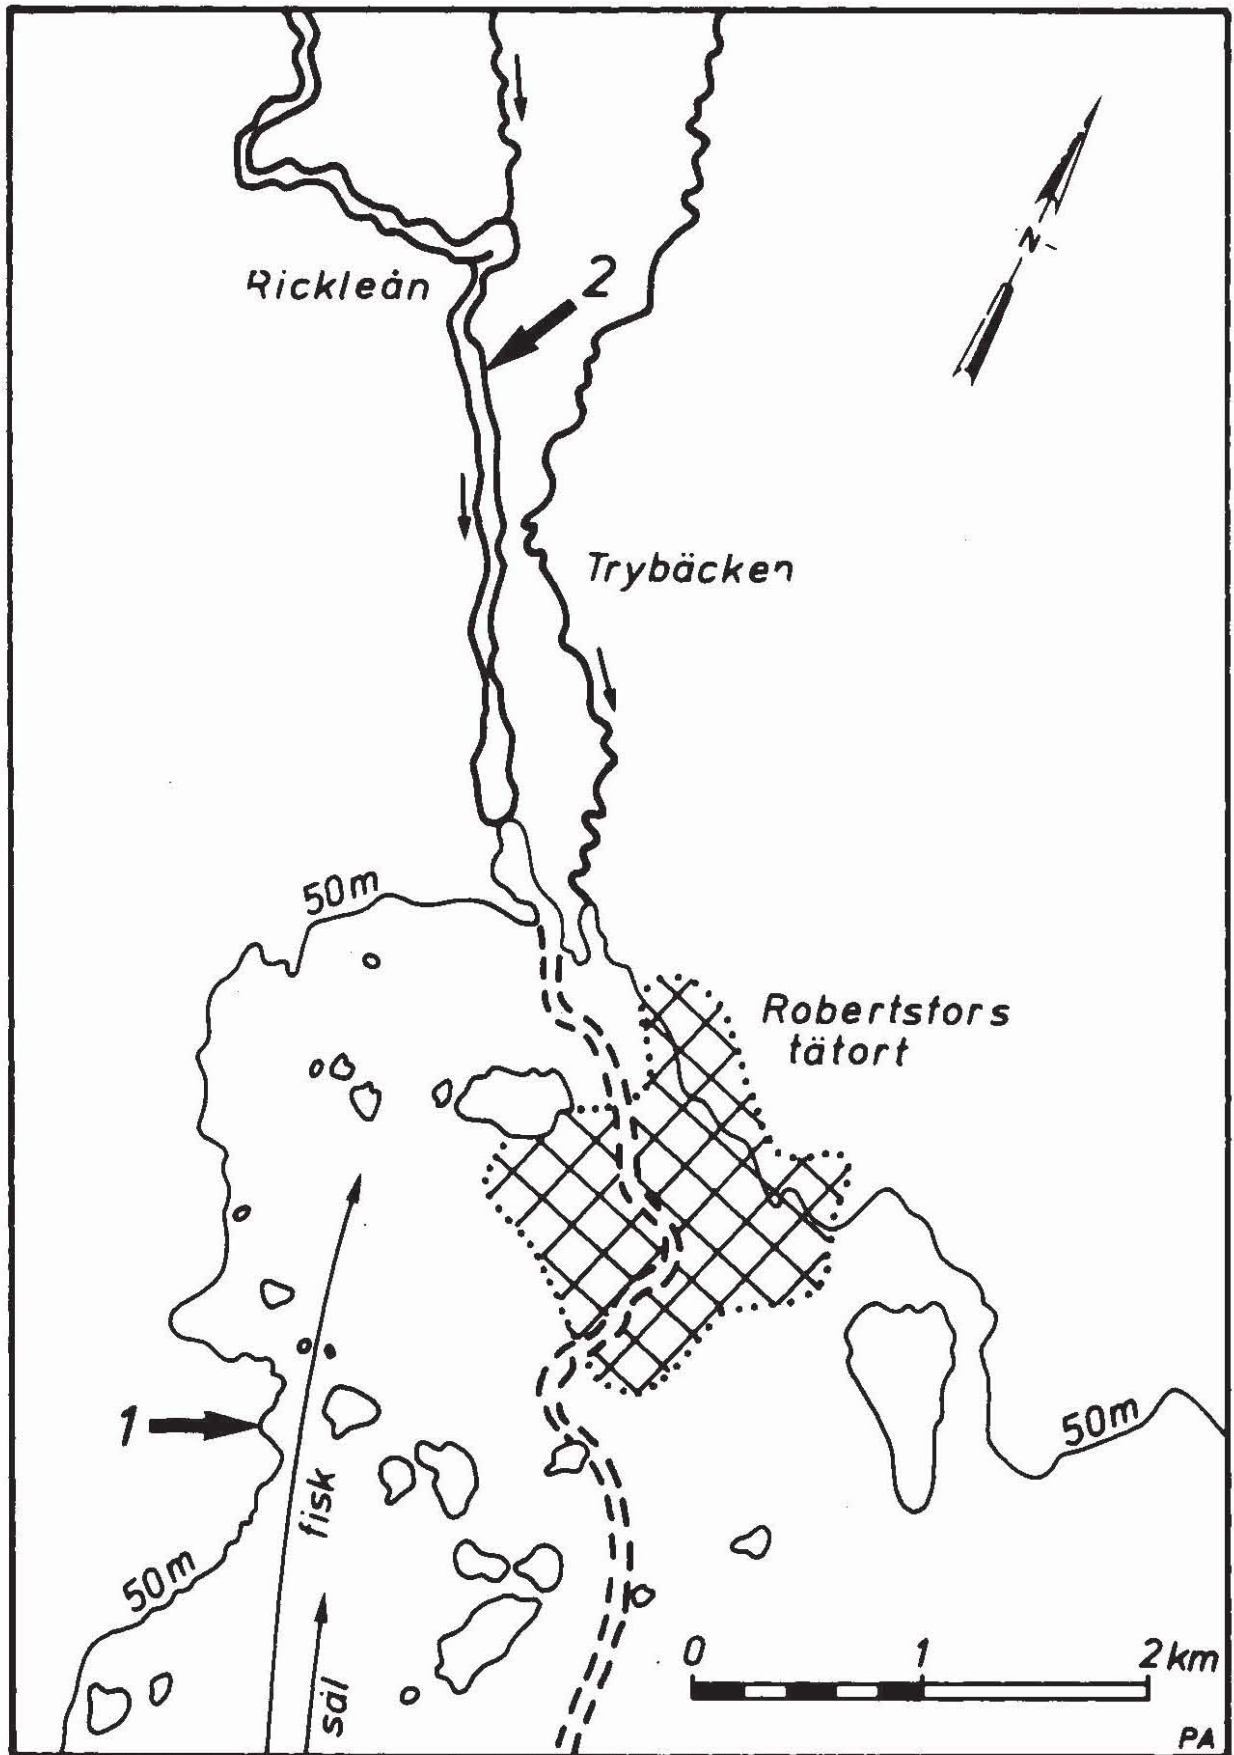 N
2
Rickleån
Trybäcken
50m
Robertsfors
tätort
1
50m
fisk
50m
säl
0 1 2 km
PA